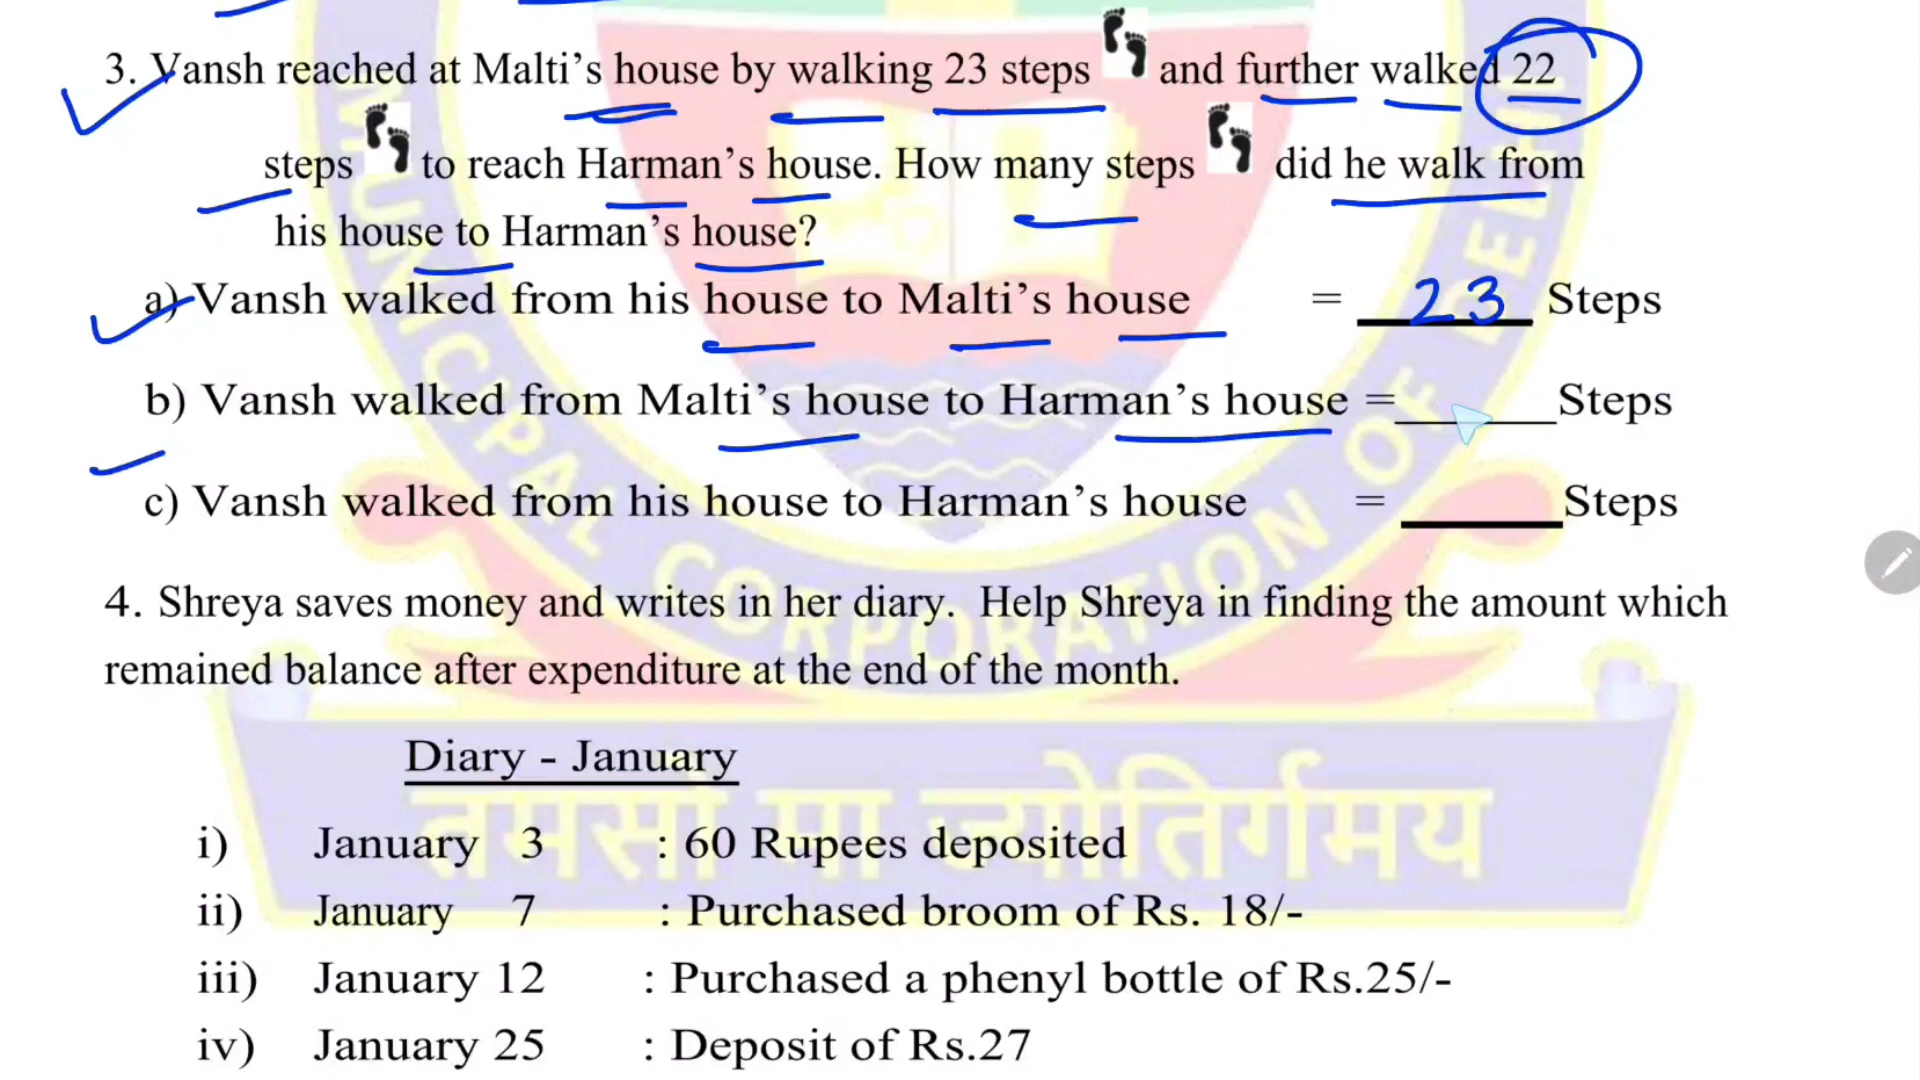 3. Vansh reached at Malti's house by walking 23 steps and further walked 22
steps to reach Harman's house. How many steps did he walk from
his house to Harman's house?
a) Vansh walked from his house to Malti's house = 23 Steps
b) Vansh walked from Malti's house to Harman's house =______Steps
c) Vansh walked from his house to Harman's house = ______Steps
4. Shreya saves money and writes in her diary. Help Shreya in finding the amount which
remained balance after expenditure at the end of the month.
Diary - January
i) January 3 : 60 Rupees deposited
ii) January 7 : Purchased broom of Rs. 18/-
iii) January 12 : Purchased a phenyl bottle of Rs.25/-
iv) January 25 : Deposit of Rs.27
MUNICIPAL CORPORATION OF DELHI
तमसो मा ज्योतिर्गमय